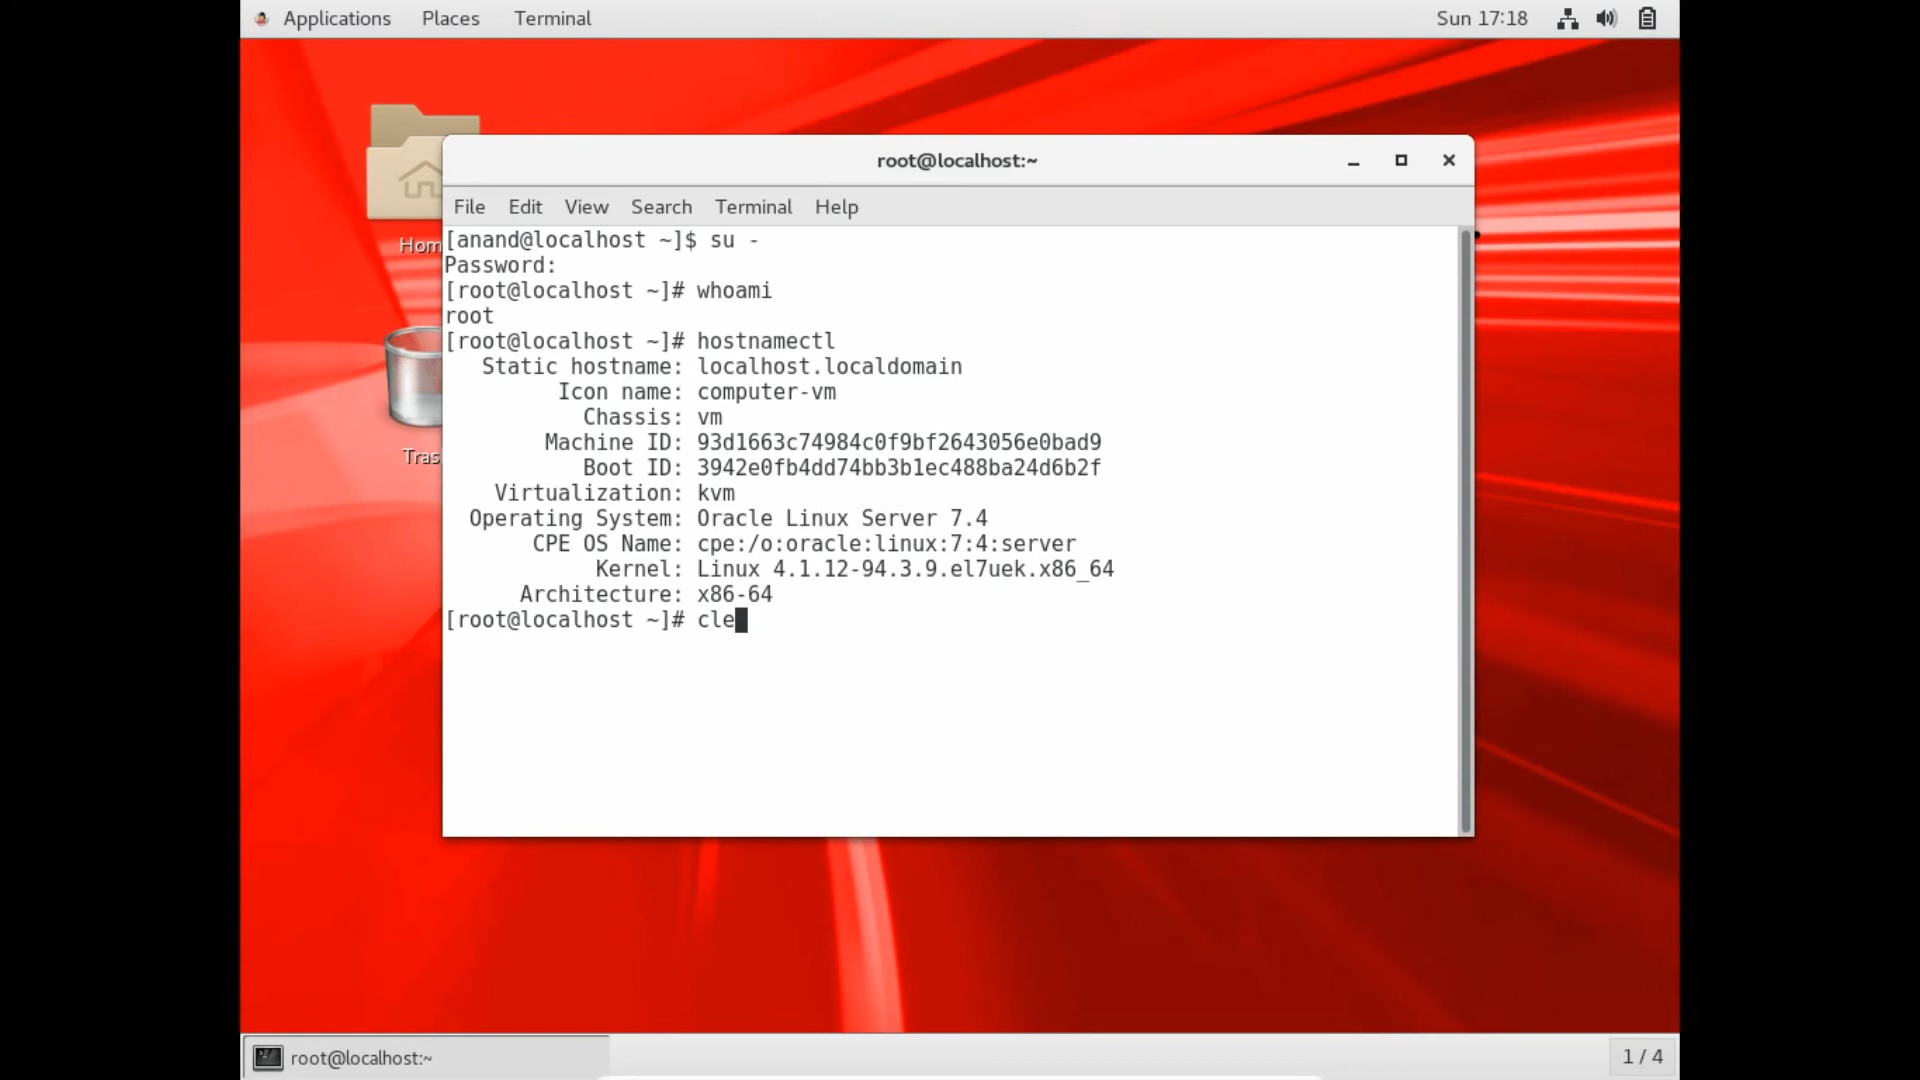 Applications Places Terminal Sun 17:18
root@localhost:~
File Edit View Search Terminal Help
[anand@localhost ~]$ su -
Password:
[root@localhost ~]# whoami
root
[root@localhost ~]# hostnamectl
Static hostname: localhost.localdomain
Icon name: computer-vm
Chassis: vm
Machine ID: 93d1663c74984c0f9bf2643056e0bad9
Boot ID: 3942e0fb4dd74bb3b1ec488ba24d6b2f
Virtualization: kvm
Operating System: Oracle Linux Server 7.4
CPE OS Name: cpe:/o:oracle:linux:7:4:server
Kernel: Linux 4.1.12-94.3.9.el7uek.x86_64
Architecture: x86-64
[root@localhost ~]# cle
Hom
Tras
root@localhost:~
1 / 4